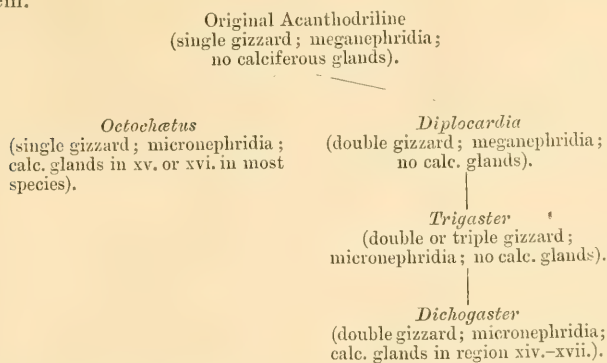 Original Acanthodriline
(single gizzard; meganephridia;
no calciferous glands).
Octochætus
(single gizzard; micronephridia;
calc. glands in xv. or xvi. in most
species).
Diplocardia
(double gizzard; meganephridia;
no calc. glands).
Trigaster
(double or triple gizzard;
micronephridia; no calc. glands).
Dichogaster
(double gizzard; micronephridia;
calc. glands in region xiv.–xvii.).